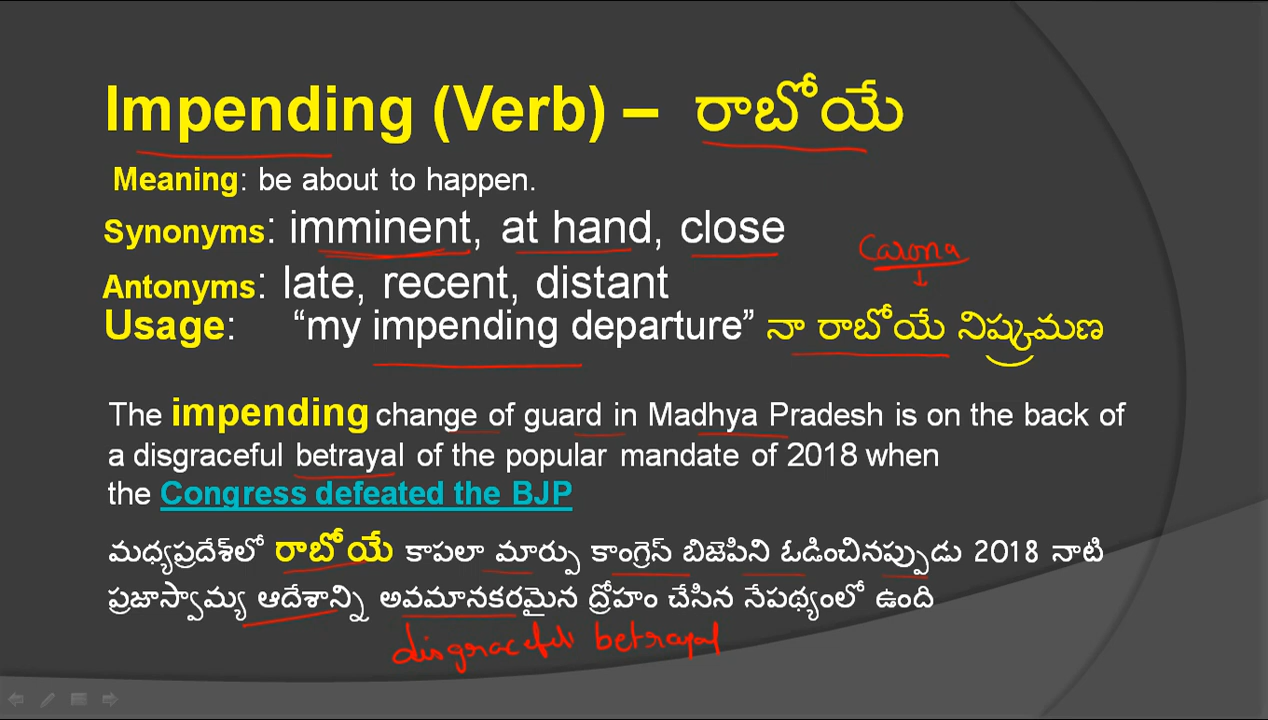 Impending (Verb) – రాబోయే
Meaning: be about to happen.
Synonyms: imminent, at hand, close
Carona
Antonyms: late, recent, distant
Usage: “my impending departure” నా రాబోయే నిష్క్రమణ
The impending change of guard in Madhya Pradesh is on the back of
a disgraceful betrayal of the popular mandate of 2018 when
the Congress defeated the BJP
మధ్యప్రదేశ్‌లో రాబోయే కాపలా మార్పు కాంగ్రెస్ బిజెపిని ఓడించినప్పుడు 2018 నాటి
ప్రజాస్వామ్య ఆదేశాన్ని అవమానకరమైన ద్రోహం చేసిన నేపథ్యంలో ఉంది
disgraceful betrayal